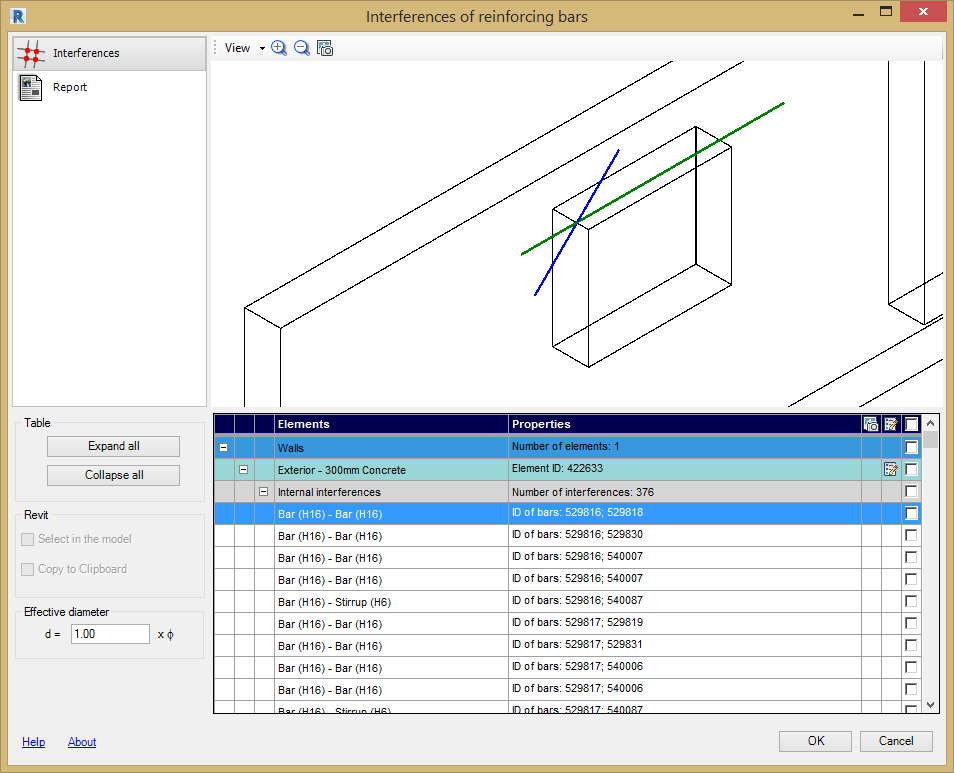 Interferences of reinforcing bars
Interferences
Report
View
Table
Expand all
Collapse all
Revit
Select in the model
Copy to Clipboard
Effective diameter
d = 1.00 x ϕ
Elements Properties
Walls Number of elements: 1
Exterior - 300mm Concrete Element ID: 422633
Internal interferences Number of interferences: 376
Bar (H16) - Bar (H16) ID of bars: 529816; 529818
Bar (H16) - Bar (H16) ID of bars: 529816; 529830
Bar (H16) - Bar (H16) ID of bars: 529816; 540007
Bar (H16) - Bar (H16) ID of bars: 529816; 540007
Bar (H16) - Stirrup (H6) ID of bars: 529816; 540087
Bar (H16) - Bar (H16) ID of bars: 529817; 529819
Bar (H16) - Bar (H16) ID of bars: 529817; 529831
Bar (H16) - Bar (H16) ID of bars: 529817; 540006
Bar (H16) - Bar (H16) ID of bars: 529817; 540006
Bar (H16) - Stirrup (H6) ID of bars: 529817; 540087
Help About
OK Cancel